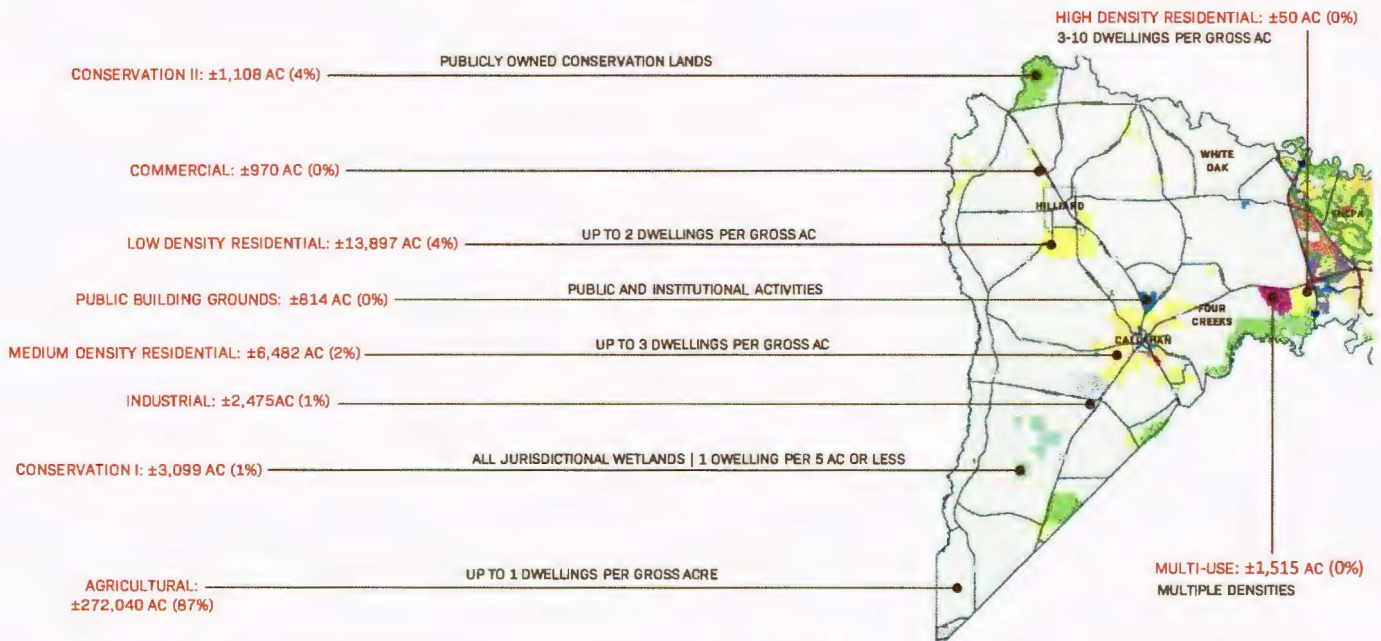 HIGH DENSITY RESIDENTIAL: ±50 AC (0%)
3-10 DWELLINGS PER GROSS AC
CONSERVATION II: ±1,108 AC (4%)
PUBLICLY OWNED CONSERVATION LANDS
COMMERCIAL: ±970 AC (0%)
WHITE
OAK
HILLIARD
LOW DENSITY RESIDENTIAL: ±13,897 AC (4%)
UP TO 2 DWELLINGS PER GROSS AC
PUBLIC BUILDING GROUNDS: ±814 AC (0%)
PUBLIC AND INSTITUTIONAL ACTIVITIES
FOUR
CREEKS
CALLAHAN
MEDIUM DENSITY RESIDENTIAL: ±6,482 AC (2%)
UP TO 3 DWELLINGS PER GROSS AC
INDUSTRIAL: ±2,475AC (1%)
CONSERVATION I: ±3,099 AC (1%)
ALL JURISDICTIONAL WETLANDS | 1 DWELLING PER 5 AC OR LESS
AGRICULTURAL:
±272,040 AC (87%)
UP TO 1 DWELLINGS PER GROSS ACRE
MULTI-USE: ±1,515 AC (0%)
MULTIPLE DENSITIES